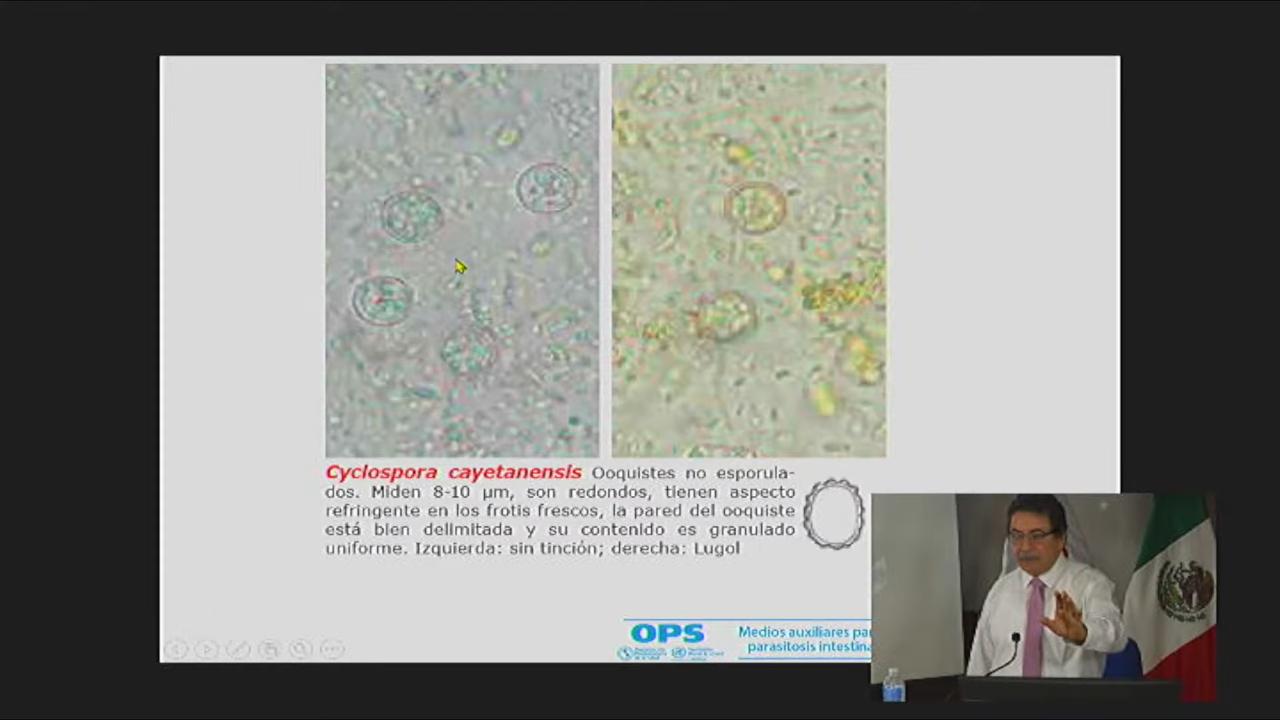 Cyclospora cayetanensis Ooquistes no esporula-
dos. Miden 8-10 µm, son redondos, tienen aspecto
refringente en los frotis frescos, la pared del ooquiste
está bien delimitada y su contenido es granulado
uniforme. Izquierda: sin tinción; derecha: Lugol
OPS
Medios auxiliares pa
parasitosis intestina